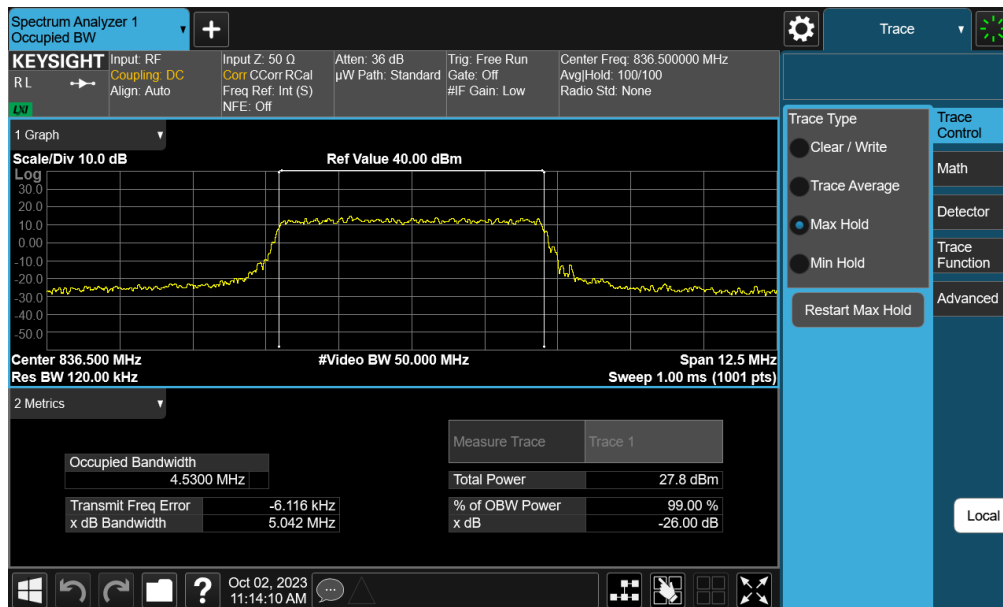 Spectrum Analyzer 1
Occupied BW
Trace
KEYSIGHT
R L
LXI
Input: RF
Coupling: DC
Align: Auto
Input Z: 50 Ω
Corr CCorr RCal
Freq Ref: Int (S)
NFE: Off
Atten: 36 dB
µW Path: Standard
Trig: Free Run
Gate: Off
#IF Gain: Low
Center Freq: 836.500000 MHz
Avg|Hold: 100/100
Radio Std: None
1 Graph
Scale/Div 10.0 dB
Ref Value 40.00 dBm
Log
30.0
20.0
10.0
0.00
-10.0
-20.0
-30.0
-40.0
-50.0
Center 836.500 MHz
#Video BW 50.000 MHz
Span 12.5 MHz
Res BW 120.00 kHz
Sweep 1.00 ms (1001 pts)
2 Metrics
Measure Trace
Trace 1
Occupied Bandwidth
4.5300 MHz
Total Power
27.8 dBm
Transmit Freq Error
-6.116 kHz
% of OBW Power
99.00 %
x dB Bandwidth
5.042 MHz
x dB
-26.00 dB
Trace Type
Clear / Write
Trace Average
Max Hold
Min Hold
Restart Max Hold
Trace
Control
Math
Detector
Trace
Function
Advanced
Local
?
Oct 02, 2023
11:14:10 AM